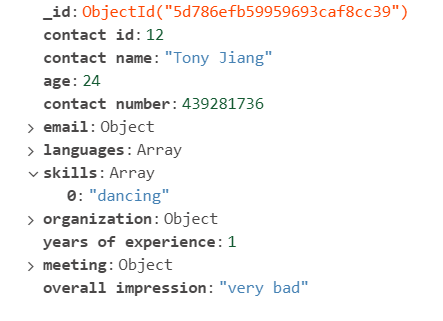 _id: ObjectId("5d786efb59959693caf8cc39")
contact id: 12
contact name: "Tony Jiang"
age: 24
contact number: 439281736
> email: Object
> languages: Array
⌄ skills: Array
0: "dancing"
> organization: Object
years of experience: 1
> meeting: Object
overall impression: "very bad"